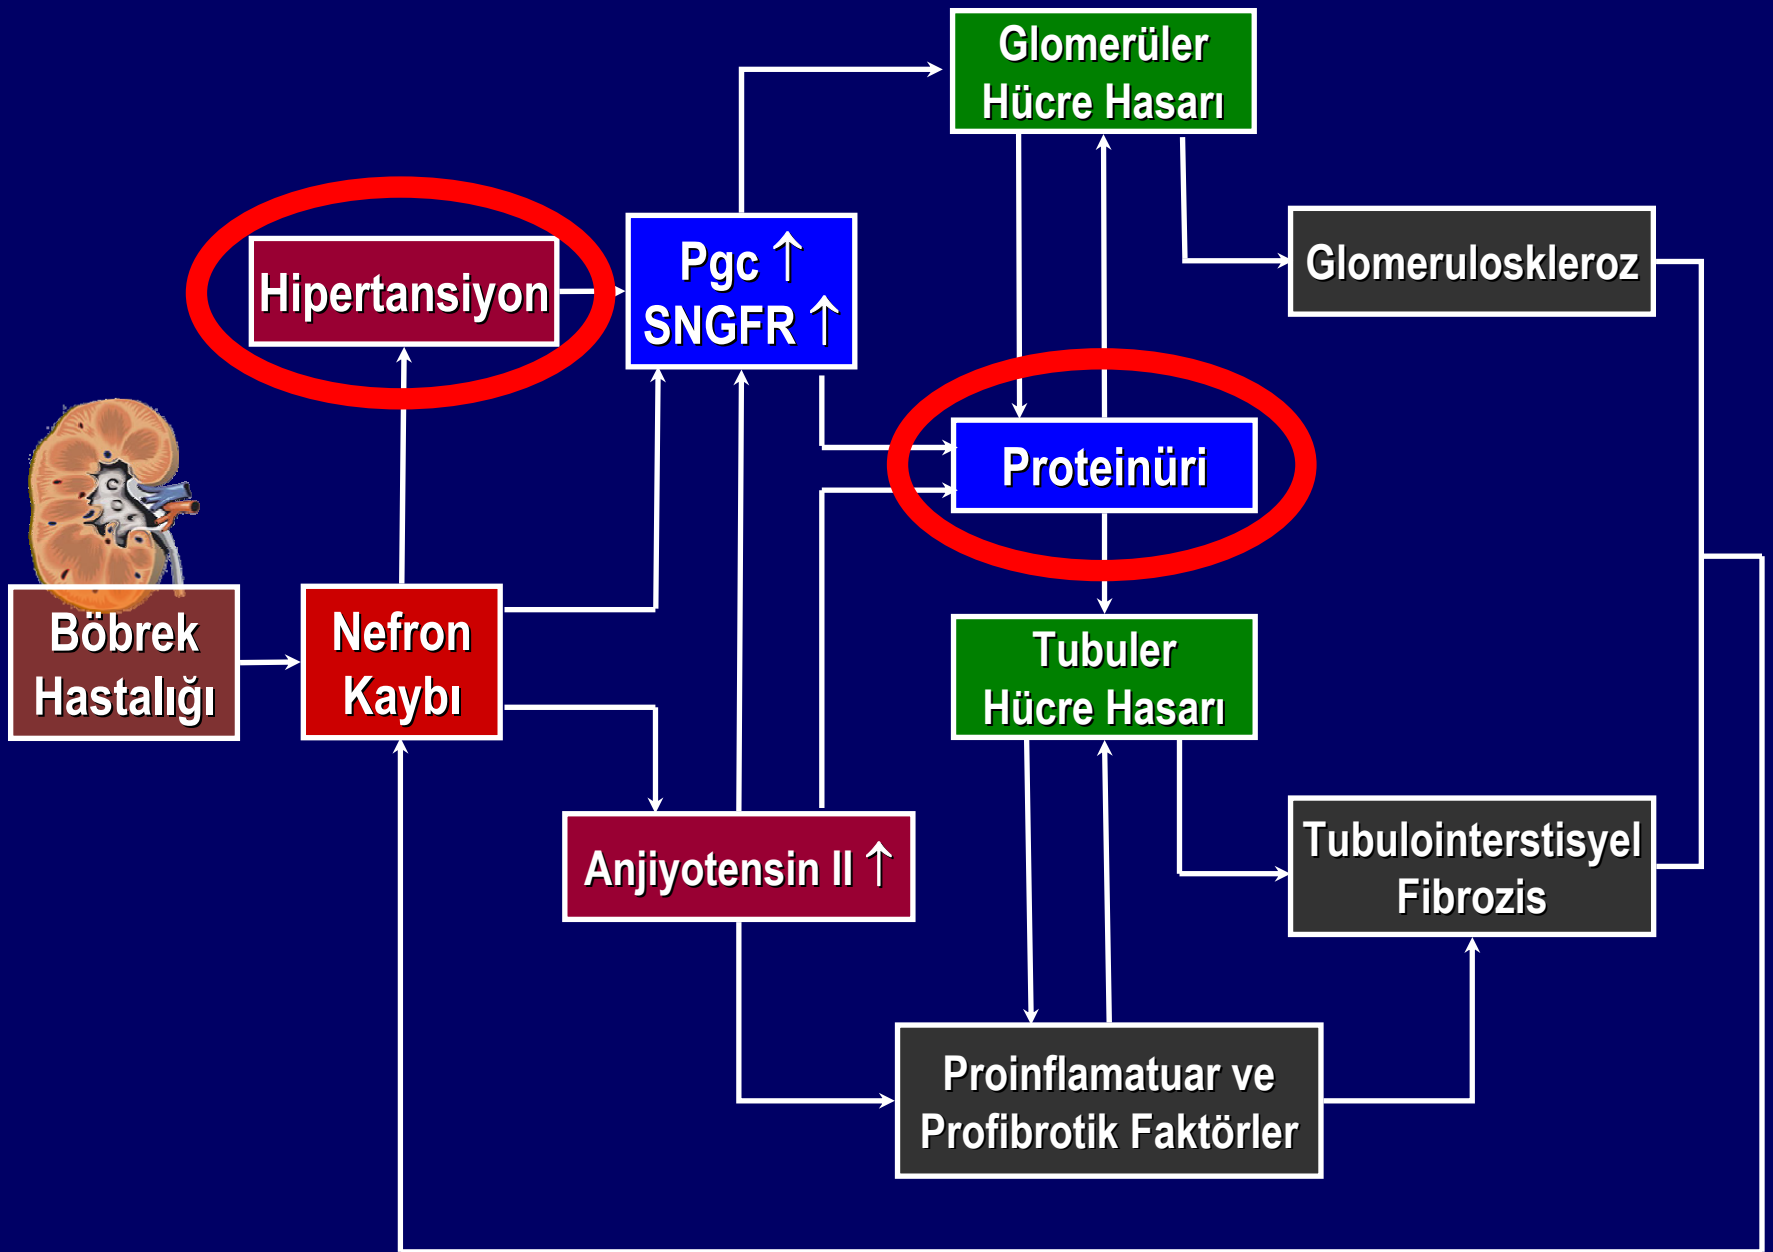 Glomerüler
Hücre Hasarı
Hipertansiyon
Pgc ↑
SNGFR ↑
Glomeruloskleroz
Proteinüri
Böbrek
Hastalığı
Nefron
Kaybı
Tubuler
Hücre Hasarı
Anjiyotensin II ↑
Tubulointerstisyel
Fibrozis
Proinflamatuar ve
Profibrotik Faktörler